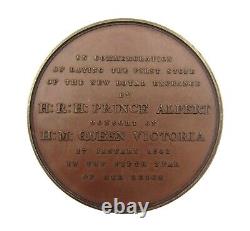 IN COMMEMORATION
OF LAYING THE FIRST STONE
OF THE NEW ROYAL EXCHANGE
BY
H.R.H. PRINCE ALBERT
CONSORT OF
H.M. QUEEN VICTORIA
17 JANUARY 1842
IN THE FIFTH YEAR
OF HER REIGN